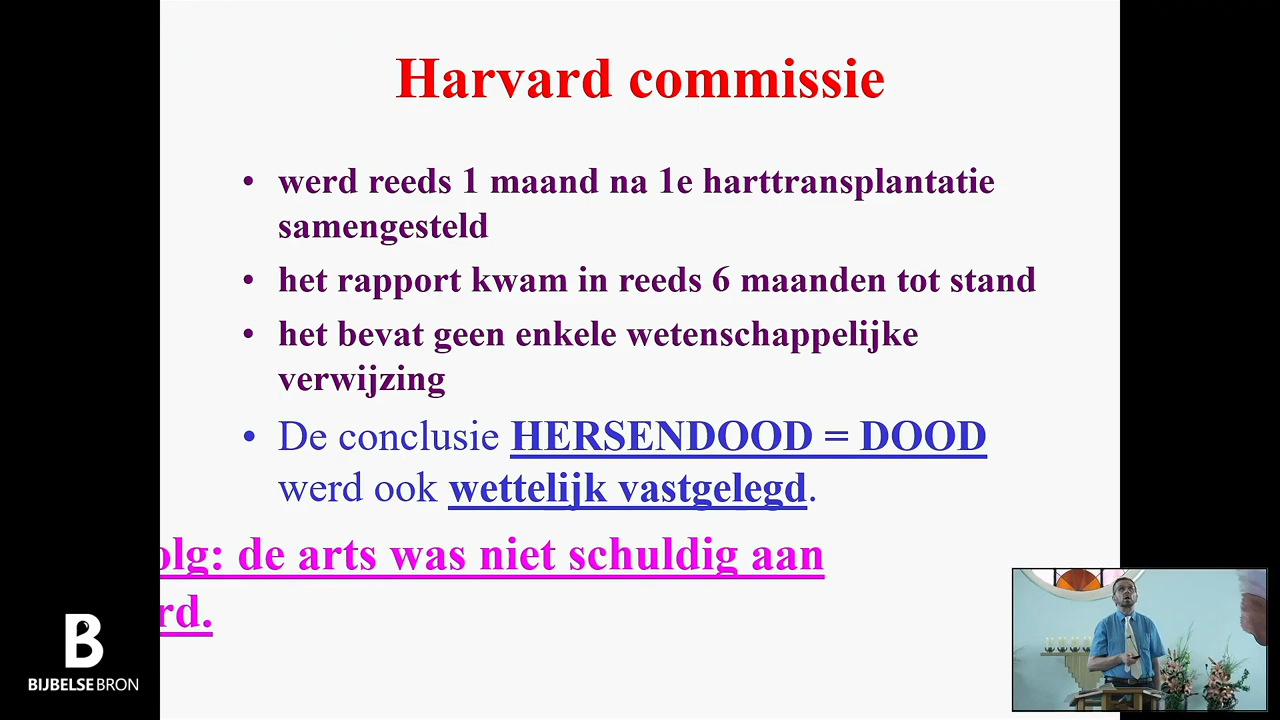 Harvard commissie
• werd reeds 1 maand na 1e harttransplantatie
samengesteld
• het rapport kwam in reeds 6 maanden tot stand
• het bevat geen enkele wetenschappelijke
verwijzing
• De conclusie HERSENDOOD = DOOD
werd ook wettelijk vastgelegd.
olg: de arts was niet schuldig aan
rd.
B
BIJBELSE BRON